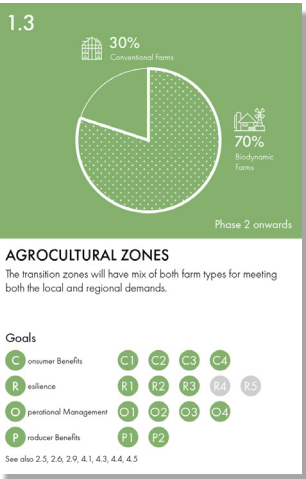 1.3
30%
Conventional Farms
70%
Biodynamic
Farms
Phase 2 onwards
AGROCULTURAL ZONES
The transition zones will have mix of both farm types for meeting
both the local and regional demands.
Goals
C onsumer Benefits C1 C2 C3 C4
R esilience R1 R2 R3 R4 R5
O perational Management O1 O2 O3 O4
P roducer Benefits P1 P2
See also 2.5, 2.6, 2.9, 4.1, 4.3, 4.4, 4.5